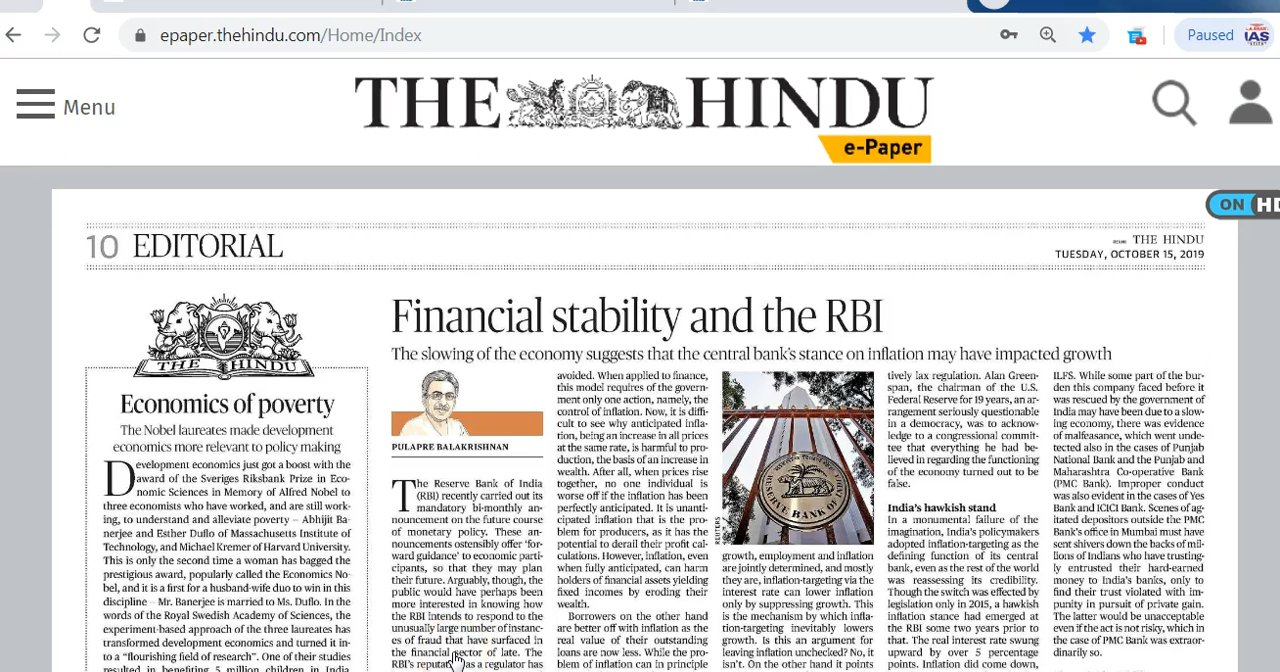 epaper.thehindu.com/Home/Index
Paused
IAS
Menu
THE HINDU
e-Paper
ON HD
10 EDITORIAL
THE HINDU
TUESDAY, OCTOBER 15, 2019
THE HINDU
Economics of poverty
The Nobel laureates made development
economics more relevant to policy making
Development economics just got a boost with the
award of the Sveriges Riksbank Prize in Eco-
nomic Sciences in Memory of Alfred Nobel to
three economists who have worked, and are still work-
ing, to understand and alleviate poverty – Abhijit Ba-
nerjee and Esther Duflo of Massachusetts Institute of
Technology, and Michael Kremer of Harvard University.
This is only the second time a woman has bagged the
prestigious award, popularly called the Economics No-
bel, and it is a first for a husband-wife duo to win in this
discipline – Mr. Banerjee is married to Ms. Duflo. In the
words of the Royal Swedish Academy of Sciences, the
experiment-based approach of the three laureates has
transformed development economics and turned it in-
to a “flourishing field of research”. One of their studies
resulted in benefiting 5 million children in India
Financial stability and the RBI
The slowing of the economy suggests that the central bank’s stance on inflation may have impacted growth
PULAPRE BALAKRISHNAN
The Reserve Bank of India
(RBI) recently carried out its
mandatory bi-monthly an-
nouncement on the future course
of monetary policy. These an-
nouncements ostensibly offer ‘for-
ward guidance’ to economic parti-
cipants, so that they may plan
their future. Arguably, though, the
public would have perhaps been
more interested in knowing how
the RBI intends to respond to the
unusually large number of instanc-
es of fraud that have surfaced in
the financial sector of late. The
RBI’s reputation as a regulator has
avoided. When applied to finance,
this model requires of the govern-
ment only one action, namely, the
control of inflation. Now, it is diffi-
cult to see why anticipated infla-
tion, being an increase in all prices
at the same rate, is harmful to pro-
duction, the basis of an increase in
wealth. After all, when prices rise
together, no one individual is
worse off if the inflation has been
perfectly anticipated. It is unanti-
cipated inflation that is the pro-
blem for producers, as it has the
potential to derail their profit cal-
culations. However, inflation, even
when fully anticipated, can harm
holders of financial assets yielding
fixed incomes by eroding their
wealth.
Borrowers on the other hand
are better off with inflation as the
real value of their outstanding
loans are now less. While the pro-
blem of inflation can in principle
RESERVE BANK OF
REUTERS
growth, employment and inflation
are jointly determined, and mostly
they are, inflation-targeting via the
interest rate can lower inflation
only by suppressing growth. This
is the mechanism by which infla-
tion-targeting inevitably lowers
growth. Is this an argument for
leaving inflation unchecked? No, it
isn’t. On the other hand it points
tively lax regulation. Alan Green-
span, the chairman of the U.S.
Federal Reserve for 19 years, an ar-
rangement seriously questionable
in a democracy, was to acknow-
ledge to a congressional commit-
tee that everything he had be-
lieved in regarding the functioning
of the economy turned out to be
false.
India’s hawkish stand
In a monumental failure of the
imagination, India’s policymakers
adopted inflation-targeting as the
defining function of its central
bank, even as the rest of the world
was reassessing its credibility.
Though the switch was effected by
legislation only in 2015, a hawkish
inflation stance had emerged at
the RBI some two years prior to
that. The real interest rate swung
upward by over 5 percentage
points. Inflation did come down,
ILFS. While some part of the bur-
den this company faced before it
was rescued by the government of
India may have been due to a slow-
ing economy, there was evidence
of malfeasance, which went unde-
tected also in the cases of Punjab
National Bank and the Punjab and
Maharashtra Co-operative Bank
(PMC Bank). Improper conduct
was also evident in the cases of Yes
Bank and ICICI Bank. Scenes of ag-
itated depositors outside the PMC
Bank’s office in Mumbai must have
sent shivers down the backs of mil-
lions of Indians who have trusting-
ly entrusted their hard-earned
money to India’s banks, only to
find their trust violated with im-
punity in pursuit of private gain.
The latter would be unacceptable
even if the act is not risky, which in
the case of PMC Bank was extraor-
dinarily so.